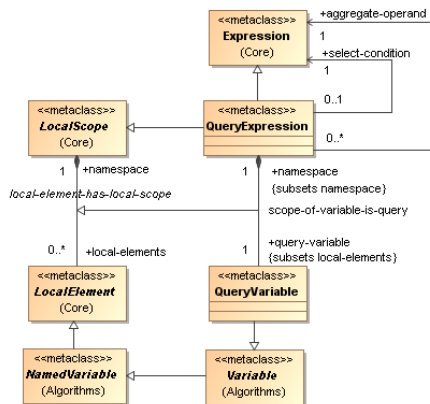 <<metaclass>>
Expression
(Core)
+aggregate-operand
1
+select-condition
1
<<metaclass>>
LocalScope
(Core)
<<metaclass>>
QueryExpression
0..1
0..*
1
+namespace
1
+namespace
{subsets namespace}
local-element-has-local-scope
scope-of-variable-is-query
0..*
+local-elements
1
+query-variable
{subsets local-elements}
<<metaclass>>
LocalElement
(Core)
<<metaclass>>
QueryVariable
<<metaclass>>
NamedVariable
(Algorithms)
<<metaclass>>
Variable
(Algorithms)